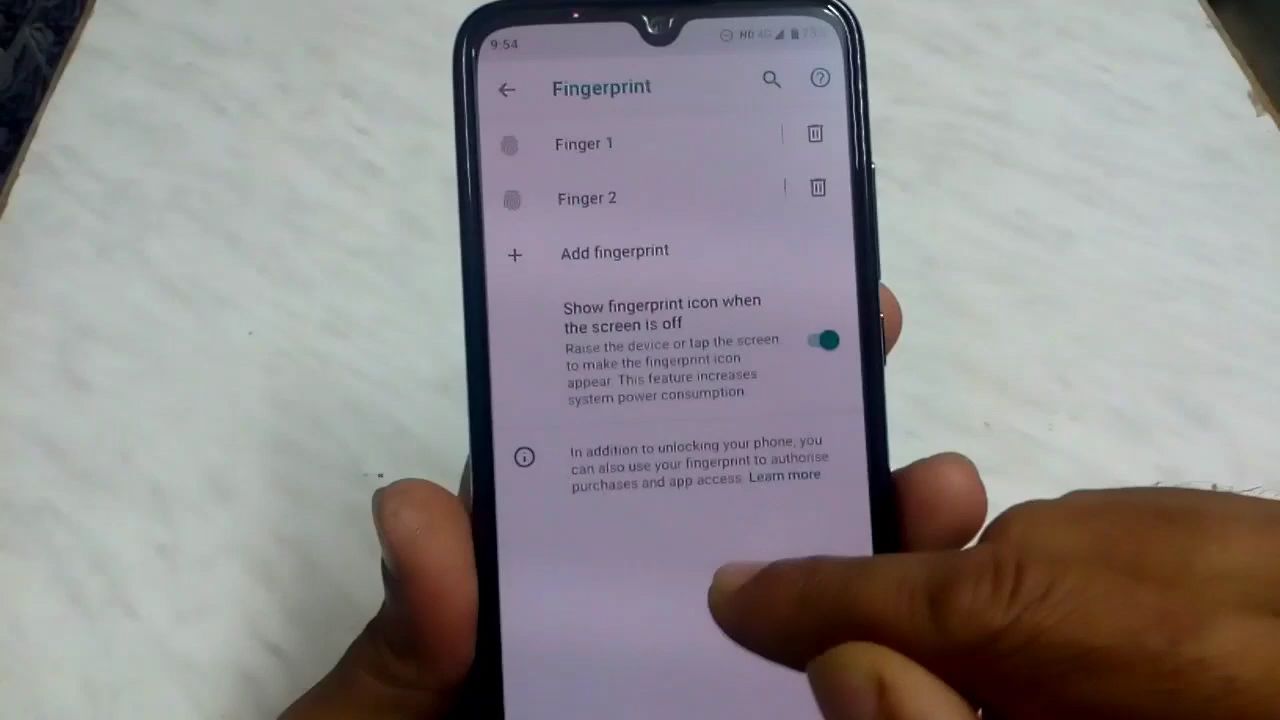 9:54
HD 4G
Fingerprint
Finger 1
Finger 2
Add fingerprint
Show fingerprint icon when
the screen is off
Raise the device or tap the screen
to make the fingerprint icon
appear. This feature increases
system power consumption.
In addition to unlocking your phone, you
can also use your fingerprint to authorise
purchases and app access. Learn more